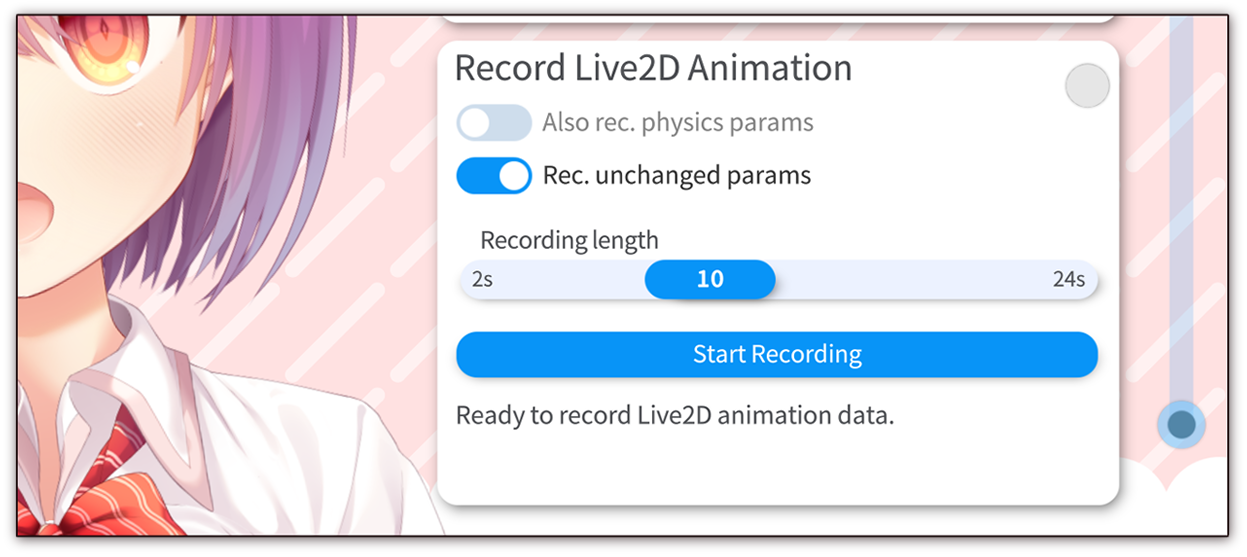 Record Live2D Animation
Also rec. physics params
Rec. unchanged params
Recording length
2s 10 24s
Start Recording
Ready to record Live2D animation data.